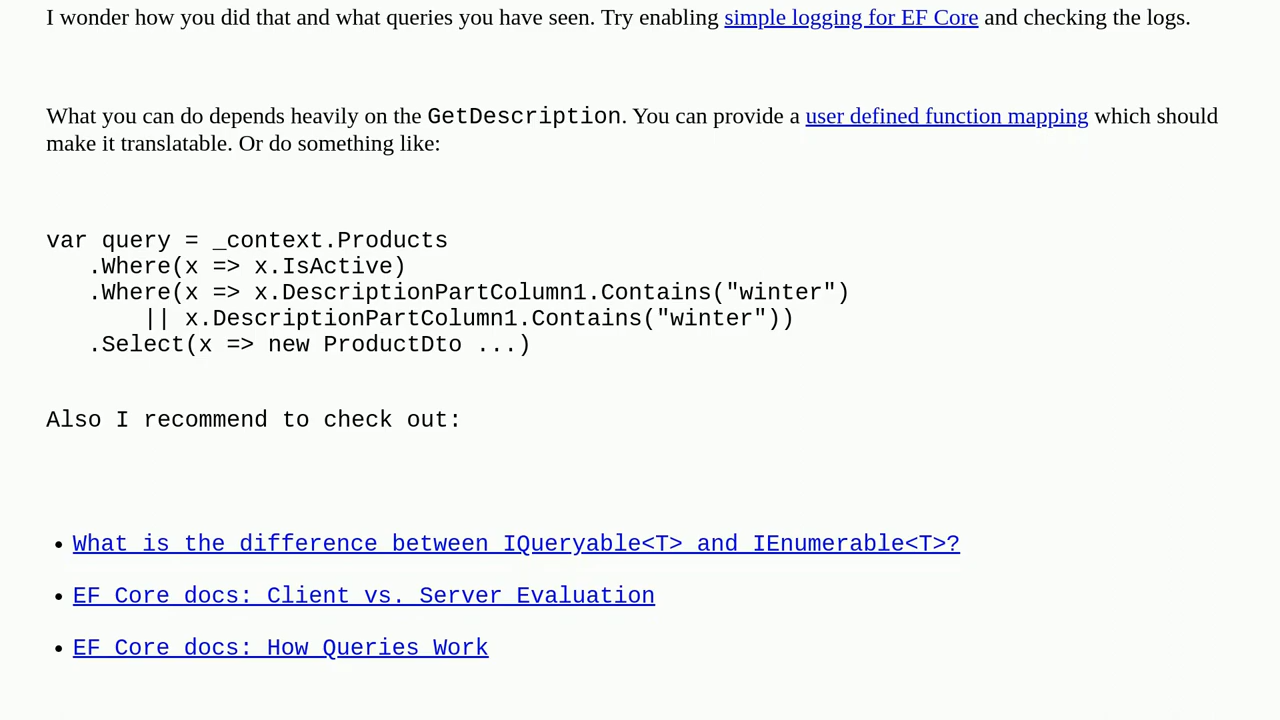 I wonder how you did that and what queries you have seen. Try enabling simple logging for EF Core and checking the logs.
What you can do depends heavily on the GetDescription. You can provide a user defined function mapping which should
make it translatable. Or do something like:
var query = _context.Products
   .Where(x => x.IsActive)
   .Where(x => x.DescriptionPartColumn1.Contains("winter")
       || x.DescriptionPartColumn1.Contains("winter"))
   .Select(x => new ProductDto ...)
Also I recommend to check out:
• What is the difference between IQueryable<T> and IEnumerable<T>?
• EF Core docs: Client vs. Server Evaluation
• EF Core docs: How Queries Work